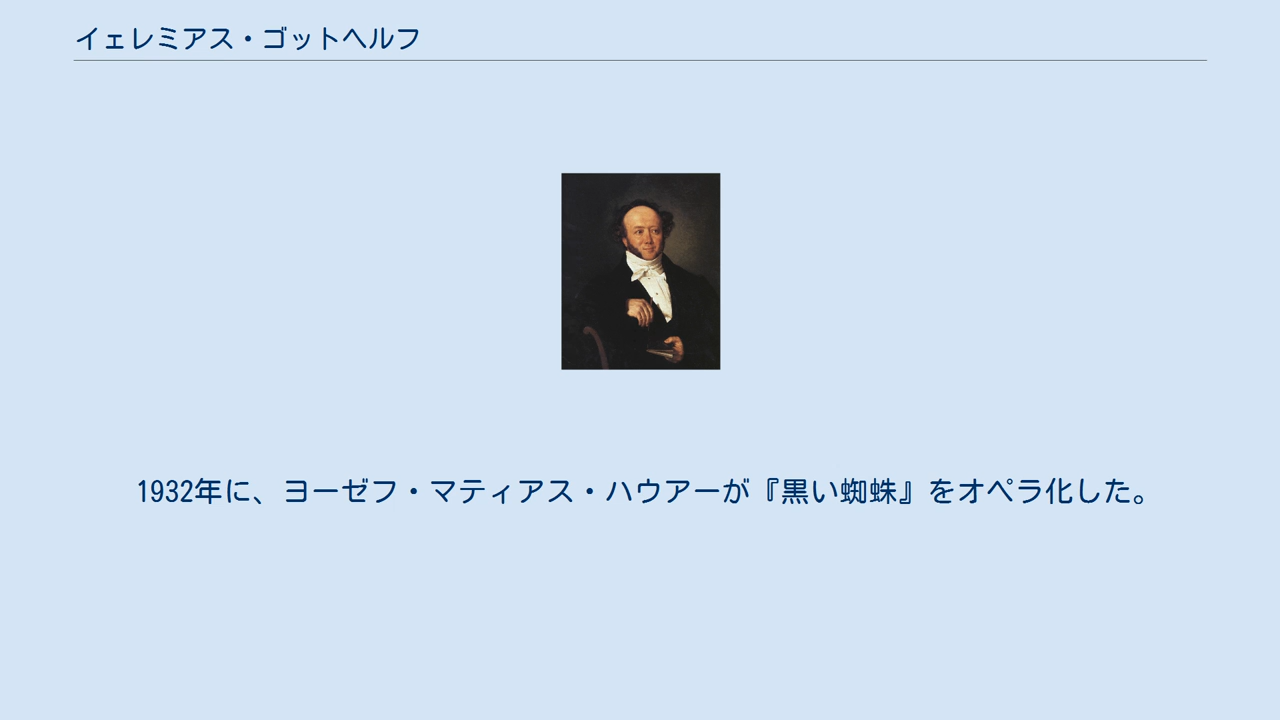 イェレミアス・ゴットヘルフ
1932年に、ヨーゼフ・マティアス・ハウアーが『黒い蜘蛛』をオペラ化した。